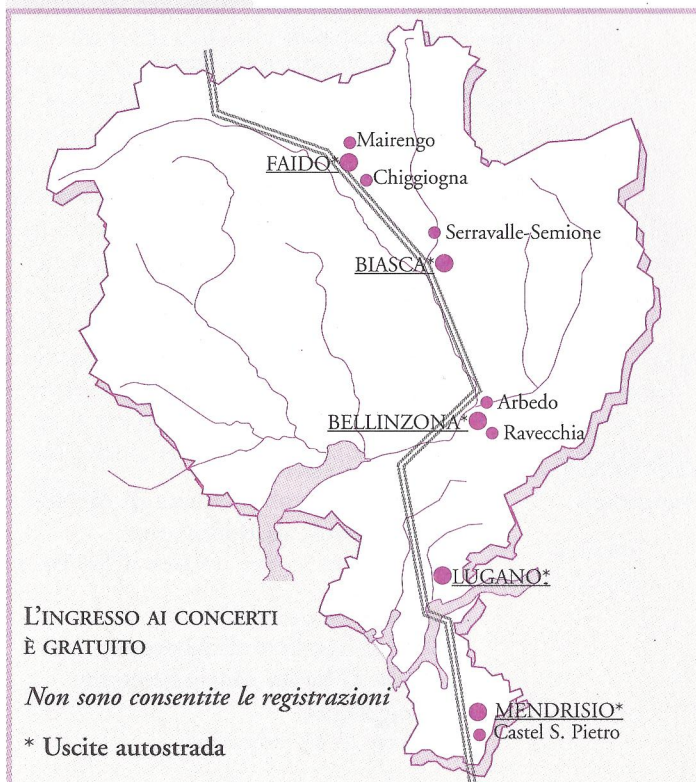 Mairengo
FAIDO*
Chiggiogna
Serravalle-Semione
BIASCA*
Arbedo
BELLINZONA*
Ravecchia
LUGANO*
L'INGRESSO AI CONCERTI
È GRATUITO
Non sono consentite le registrazioni
MENDRISIO*
Castel S. Pietro
* Uscite autostrada